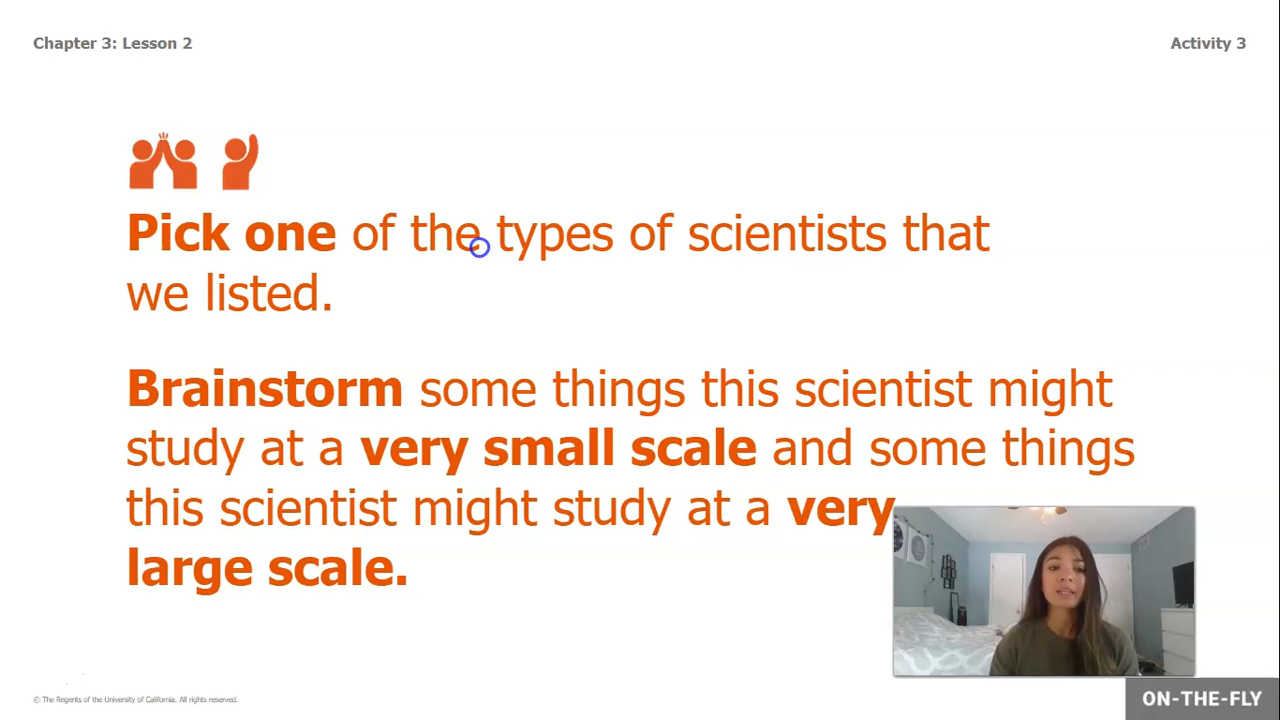 Chapter 3: Lesson 2
Activity 3
Pick one of the types of scientists that
we listed.
Brainstorm some things this scientist might
study at a very small scale and some things
this scientist might study at a very
large scale.
© The Regents of the University of California. All rights reserved.
ON-THE-FLY